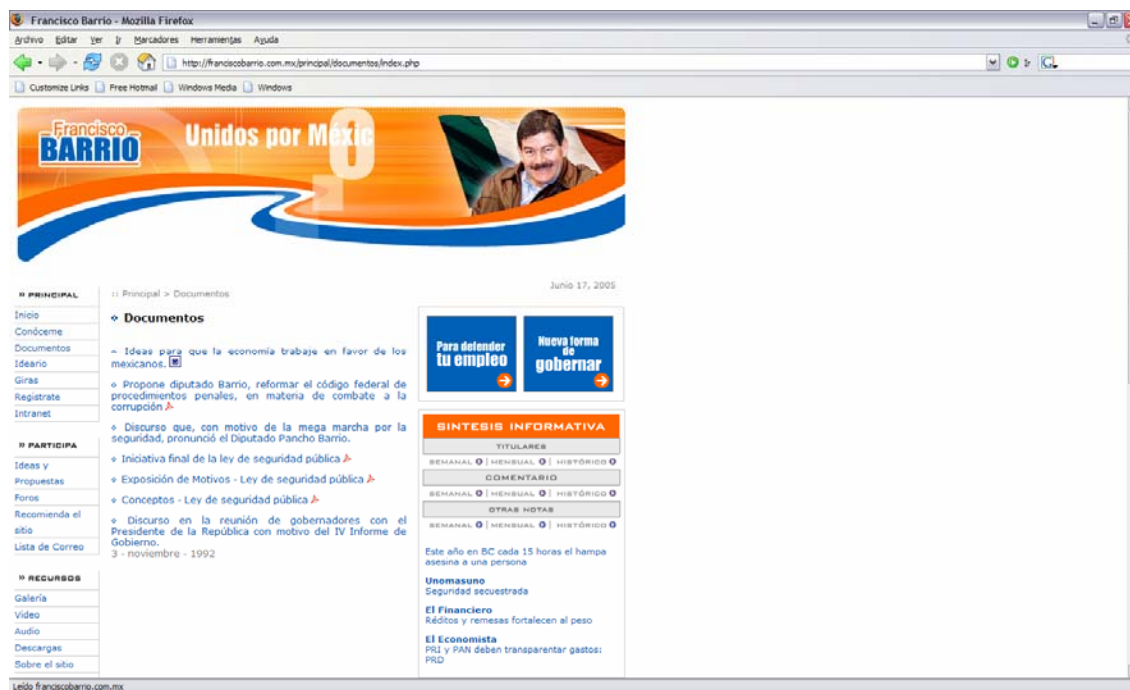 Francisco Barrio - Mozilla Firefox
Archivo Editar Ver Ir Marcadores Herramientas Ayuda
http://franciscobarrio.com.mx/principal/documentos/index.php
Ir
Customize Links Free Hotmail Windows Media Windows
Francisco
BARRIO
Unidos por México
Junio 17, 2005
» PRINCIPAL
Inicio
Conóceme
Documentos
Ideario
Giras
Registrate
Intranet
» PARTICIPA
Ideas y
Propuestas
Foros
Recomienda el
sitio
Lista de Correo
» RECURSOS
Galería
Video
Audio
Descargas
Sobre el sitio
:: Principal > Documentos
Documentos
Ideas para que la economía trabaje en favor de los
mexicanos.
Propone diputado Barrio, reformar el código federal de
procedimientos penales, en materia de combate a la
corrupción
Discurso que, con motivo de la mega marcha por la
seguridad, pronunció el Diputado Pancho Barrio.
Iniciativa final de la ley de seguridad pública
Exposición de Motivos - Ley de seguridad pública
Conceptos - Ley de seguridad pública
Discurso en la reunión de gobernadores con el
Presidente de la República con motivo del IV Informe de
Gobierno.
3 - noviembre - 1992
Para defender
tu empleo
Nueva forma
de
gobernar
SINTESIS INFORMATIVA
TITULARES
SEMANAL | MENSUAL | HISTÓRICO
COMENTARIO
SEMANAL | MENSUAL | HISTÓRICO
OTRAS NOTAS
SEMANAL | MENSUAL | HISTÓRICO
Este año en BC cada 15 horas el hampa
asesina a una persona
Unomasuno
Seguridad secuestrada
El Financiero
Réditos y remesas fortalecen al peso
El Economista
PRI y PAN deben transparentar gastos:
PRD
Leído franciscobarrio.com.mx